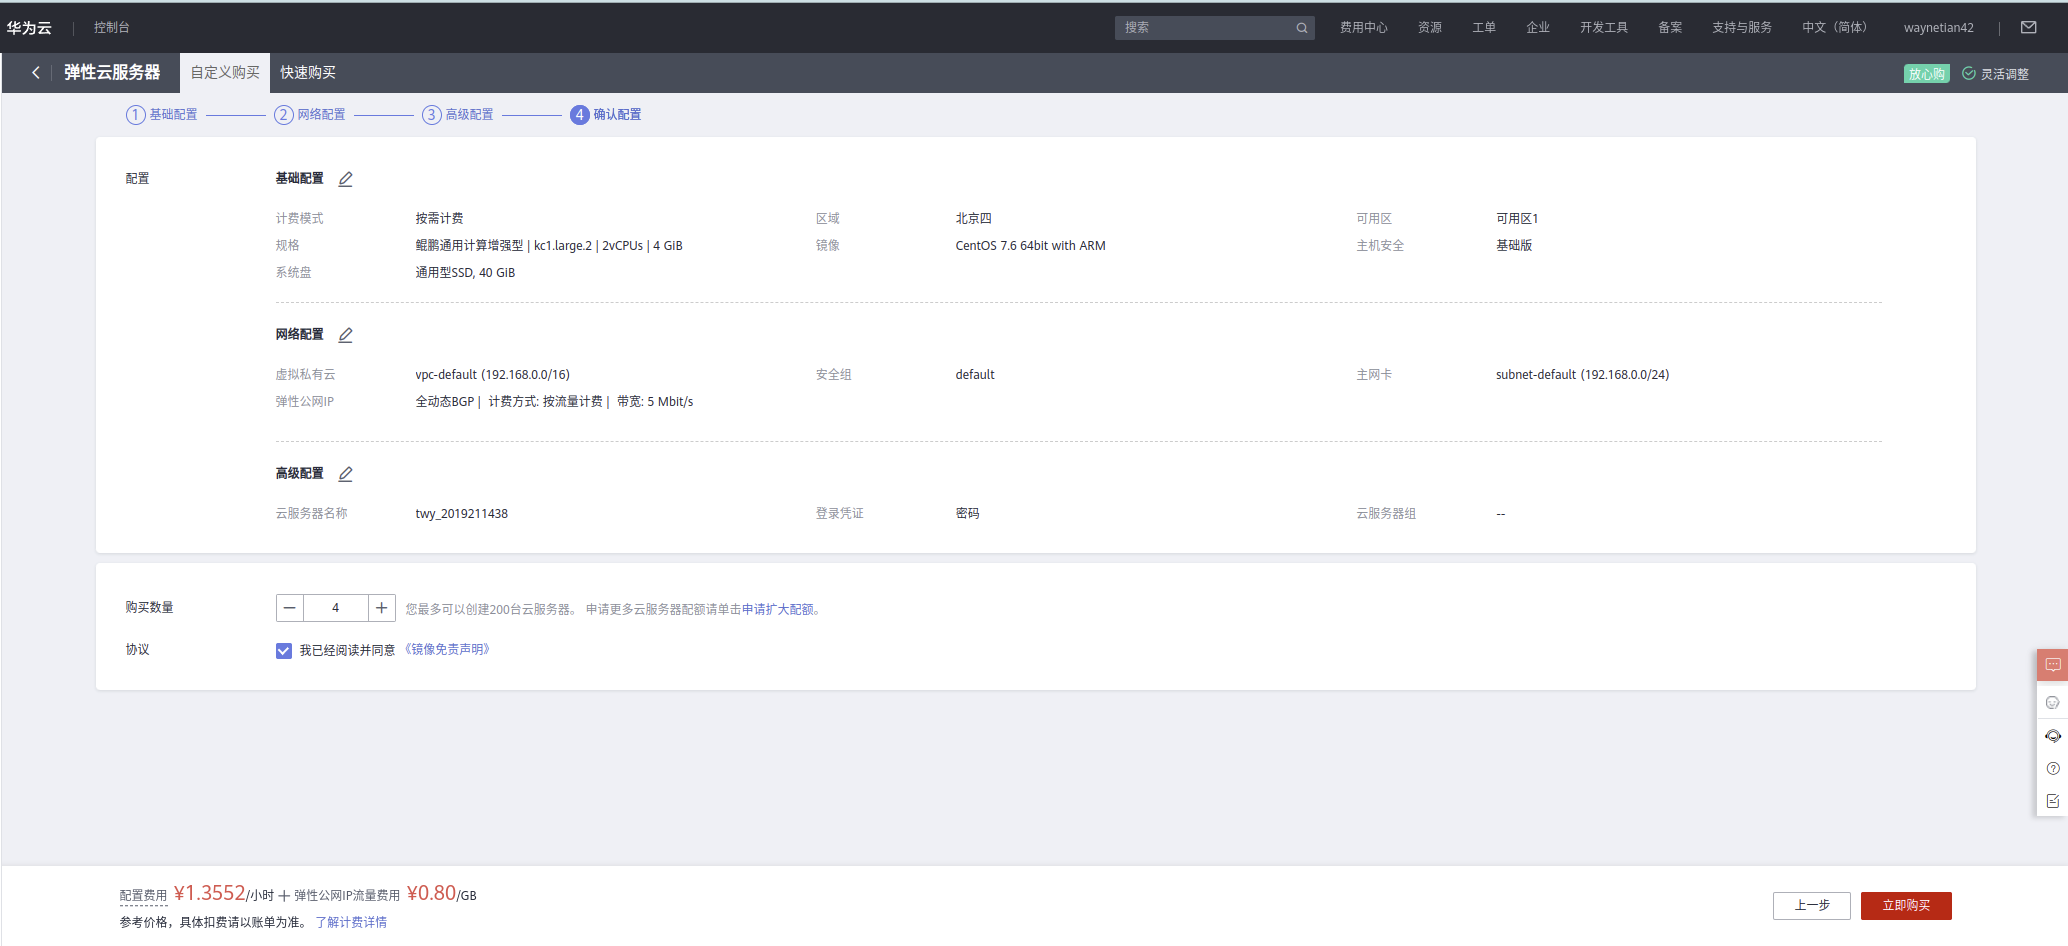 华为云 控制台 搜索 费用中心 资源 工单 企业 开发工具 备案 支持与服务 中文（简体） waynetian42
弹性云服务器 自定义购买 快速购买 放心购 灵活调整
1 基础配置 2 网络配置 3 高级配置 4 确认配置
配置 基础配置
计费模式 按需计费 区域 北京四 可用区 可用区1
规格 鲲鹏通用计算增强型 | kc1.large.2 | 2vCPUs | 4 GiB 镜像 CentOS 7.6 64bit with ARM 主机安全 基础版
系统盘 通用型SSD, 40 GiB
网络配置
虚拟私有云 vpc-default (192.168.0.0/16) 安全组 default 主网卡 subnet-default (192.168.0.0/24)
弹性公网IP 全动态BGP | 计费方式: 按流量计费 | 带宽: 5 Mbit/s
高级配置
云服务器名称 twy_2019211438 登录凭证 密码 云服务器组 --
购买数量 4 您最多可以创建200台云服务器。 申请更多云服务器配额请单击申请扩大配额。
协议 我已经阅读并同意 《镜像免责声明》
配置费用 ¥1.3552/小时 + 弹性公网IP流量费用 ¥0.80/GB
参考价格，具体扣费请以账单为准。 了解计费详情
上一步 立即购买